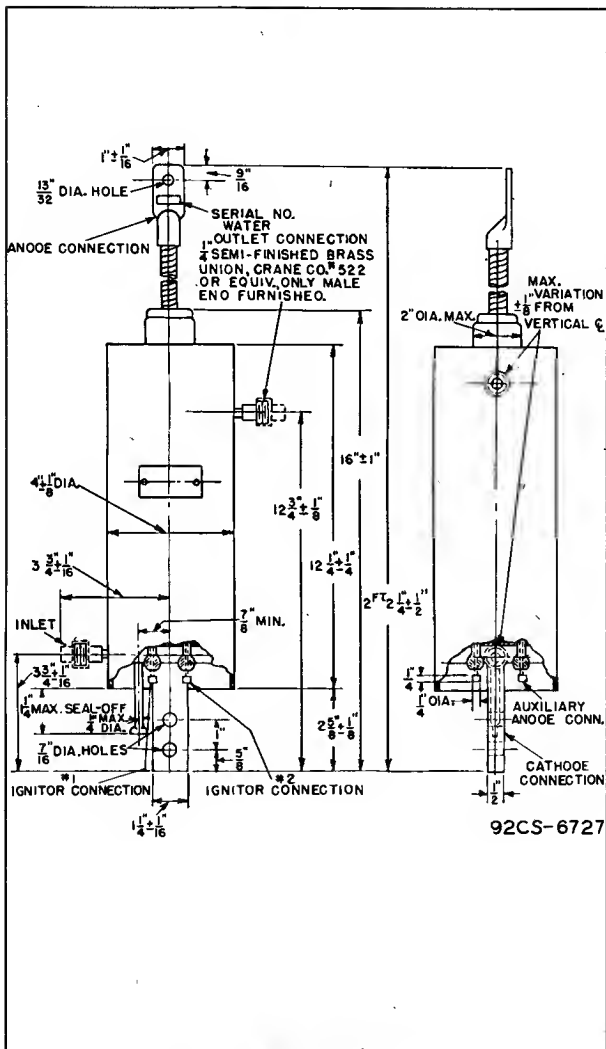 1"±1/16"
9"/16
13"/32 DIA. HOLE
SERIAL NO.
WATER
OUTLET CONNECTION
ANODE CONNECTION
1/4" SEMI-FINISHED BRASS
UNION, CRANE CO. #522
OR EQUIV., ONLY MALE
END FURNISHED.
MAX.
±1/8" VARIATION
FROM
VERTICAL ℄
2" DIA. MAX.
16"±1"
4"±1/8" DIA.
12 3/4"±1/8"
12 1/4"±1/4"
2 FT. 2 1/4"±1/2"
3 3/4"±1/16"
7/8" MIN.
INLET
3 3/4"±1/16"
1/4" MAX. SEAL-OFF
1/4" MAX.
DIA.
7"/16 DIA. HOLES
1"
5/8"
2 5/8"±1/8"
1/4"
1/4" DIA.
AUXILIARY
ANODE CONN.
#1
IGNITOR CONNECTION
#2
IGNITOR CONNECTION
CATHODE
CONNECTION
1 1/4"±1/16"
1/2"
92CS-6727